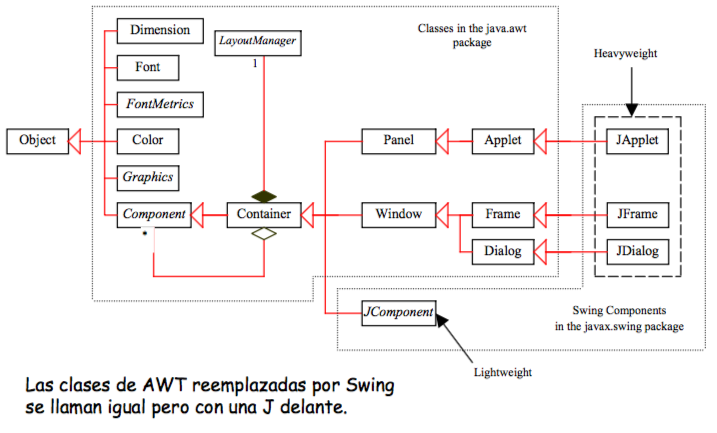 Dimension
LayoutManager
Classes in the java.awt
package
1
Font
Heavyweight
FontMetrics
Object
Color
Panel
Applet
JApplet
Graphics
Component
Container
Window
Frame
JFrame
*
Dialog
JDialog
JComponent
Swing Components
in the javax.swing package
Lightweight
Las clases de AWT reemplazadas por Swing
se llaman igual pero con una J delante.